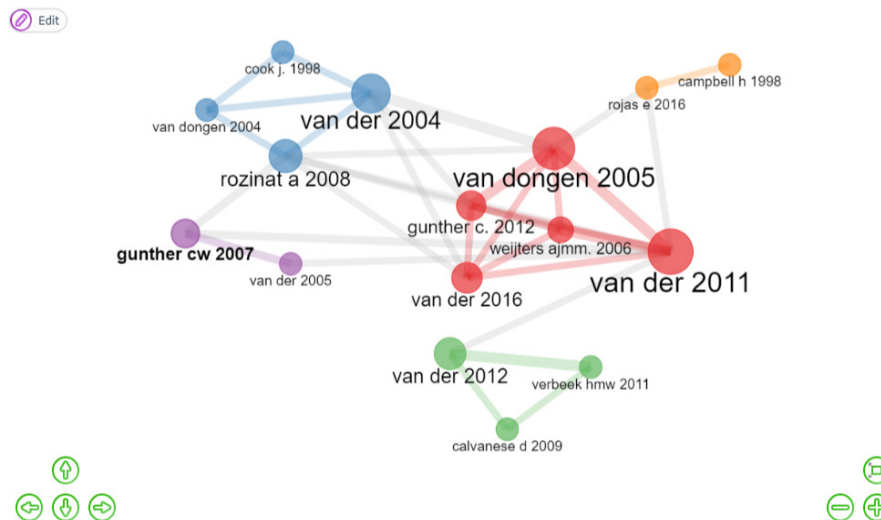 Edit
cook j. 1998
campbell h 1998
rojas e 2016
van der 2004
van dongen 2004
rozinat a 2008
van dongen 2005
gunther c. 2012
weijters ajmm. 2006
gunther cw 2007
van der 2005
van der 2011
van der 2016
van der 2012
verbeek hmw 2011
calvanese d 2009